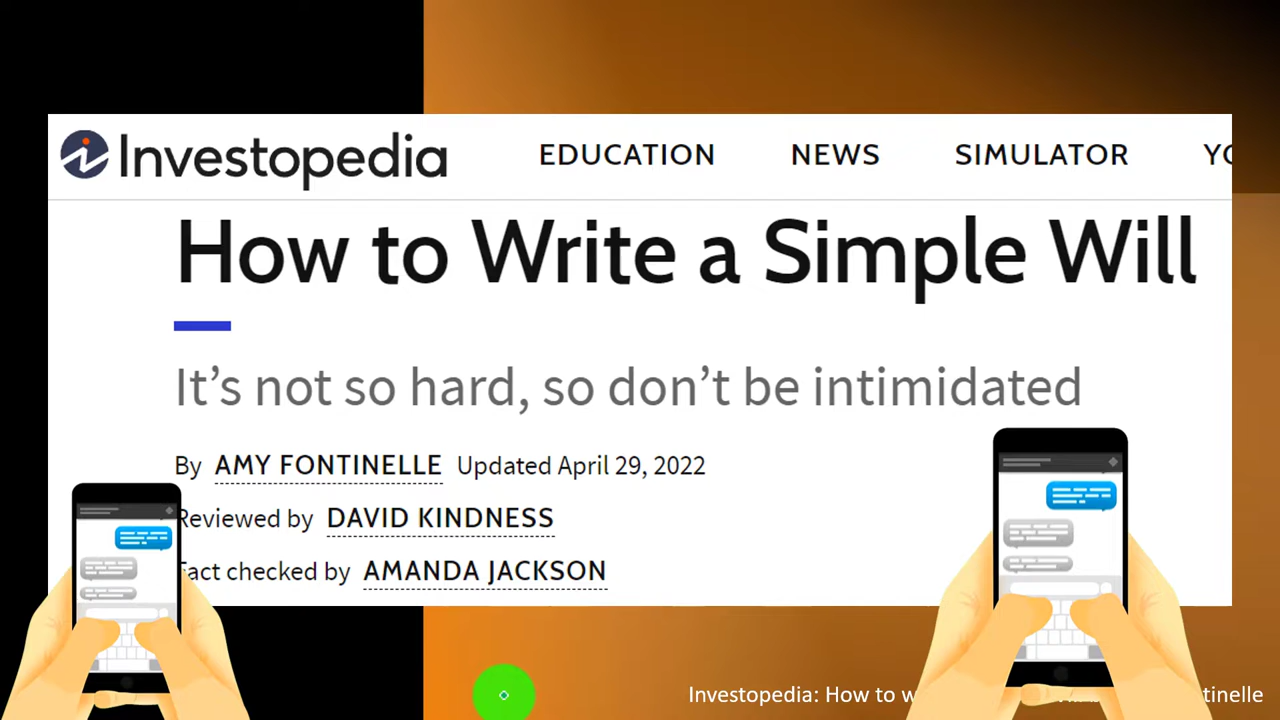 Investopedia EDUCATION NEWS SIMULATOR
How to Write a Simple Will
It's not so hard, so don't be intimidated
By AMY FONTINELLE Updated April 29, 2022
Reviewed by DAVID KINDNESS
Fact checked by AMANDA JACKSON
Investopedia: How to